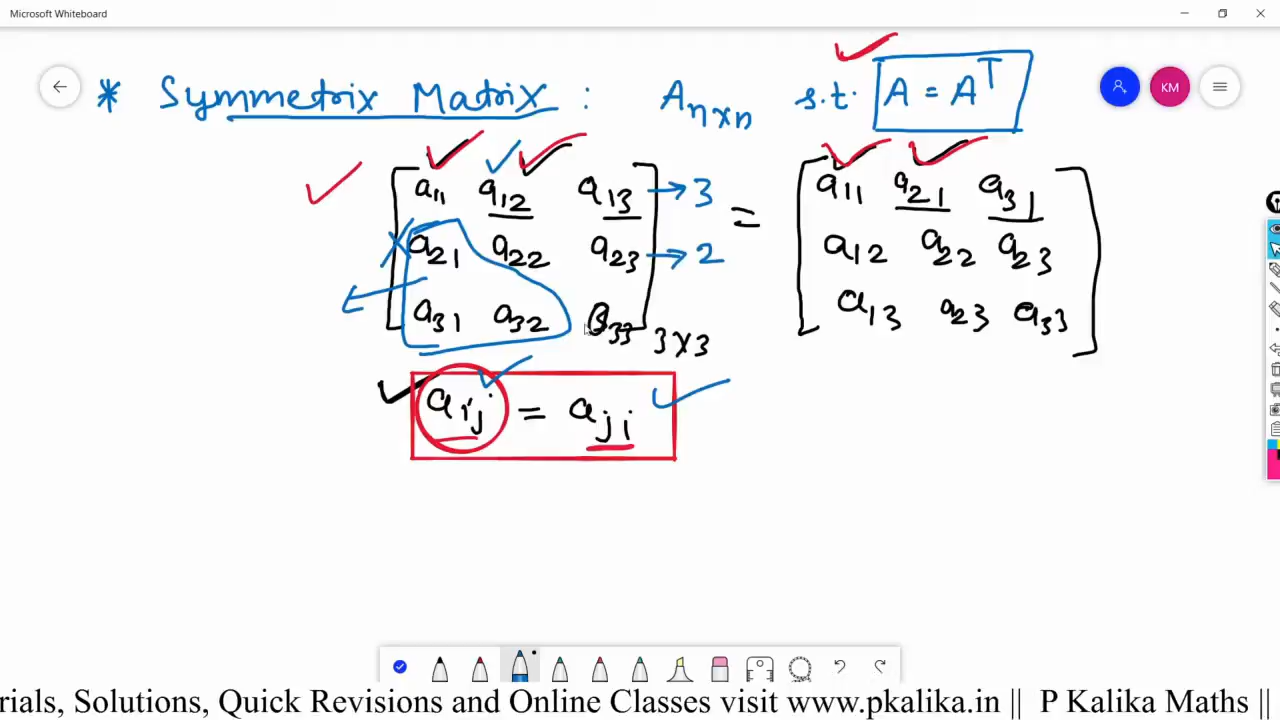 Microsoft Whiteboard
* Symmetrix Matrix : Anxn s.t. A = A^T
KM
a11 a12 a13 → 3 = a11 a21 a31
a21 a22 a23 → 2 a12 a22 a23
a31 a32 a33 3x3 a13 a23 a33
aij = aji
rials, Solutions, Quick Revisions and Online Classes visit www.pkalika.in || P Kalika Maths ||